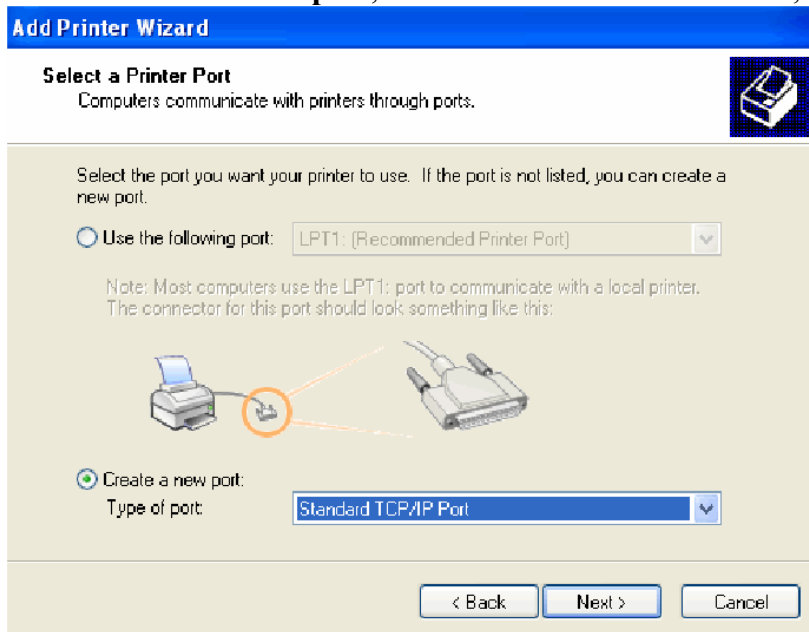 Add Printer Wizard
Select a Printer Port
Computers communicate with printers through ports.
Select the port you want your printer to use. If the port is not listed, you can create a
new port.
Use the following port: LPT1: (Recommended Printer Port)
Note: Most computers use the LPT1: port to communicate with a local printer.
The connector for this port should look something like this:
Create a new port:
Type of port: Standard TCP/IP Port
< Back Next > Cancel